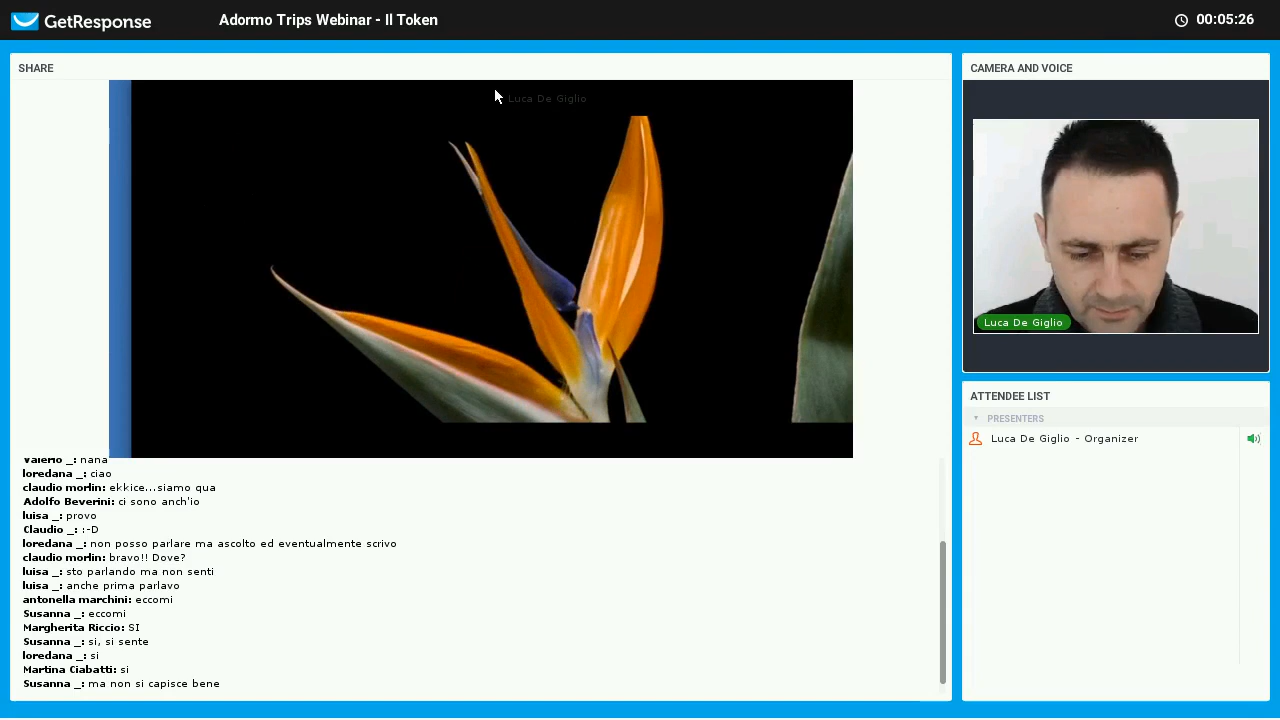 GetResponse
Adormo Trips Webinar - Il Token
00:05:26
SHARE
Luca De Giglio
Valerio _: nana
loredana _: ciao
claudio morlin: ekkice...siamo qua
Adolfo Beverini: ci sono anch'io
luisa _: provo
Claudio _: :-D
loredana _: non posso parlare ma ascolto ed eventualmente scrivo
claudio morlin: bravo!! Dove?
luisa _: sto parlando ma non senti
luisa _: anche prima parlavo
antonella marchini: eccomi
Susanna _: eccomi
Margherita Riccio: SI
Susanna _: si, si sente
loredana _: si
Martina Ciabatti: si
Susanna _: ma non si capisce bene
CAMERA AND VOICE
Luca De Giglio
ATTENDEE LIST
PRESENTERS
Luca De Giglio - Organizer